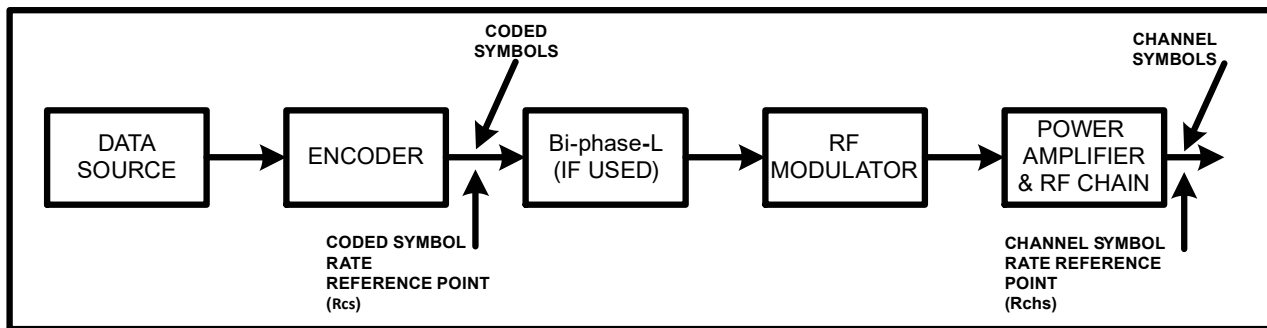 CODED
SYMBOLS
CHANNEL
SYMBOLS
DATA
SOURCE
ENCODER
Bi-phase-L
(IF USED)
RF
MODULATOR
POWER
AMPLIFIER
& RF CHAIN
CODED SYMBOL
RATE
REFERENCE POINT
(Rcs)
CHANNEL SYMBOL
RATE REFERENCE
POINT
(Rchs)